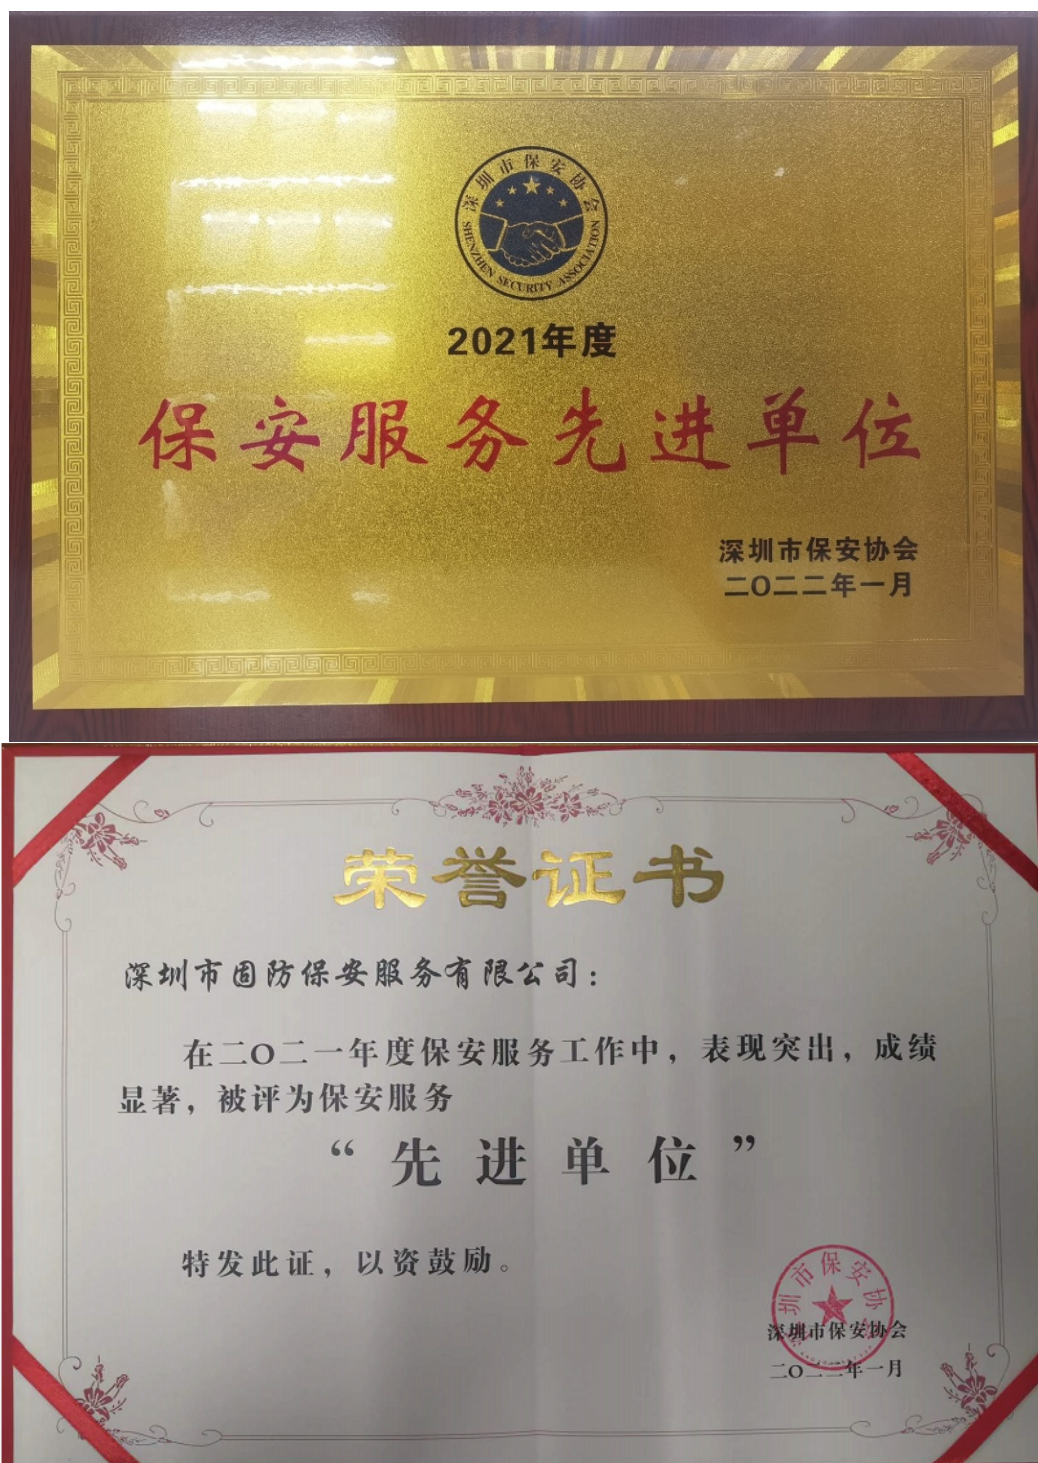 深圳市保安协会
SHENZHEN SECURITY ASSOCIATION
2021年度
保安服务先进单位
深圳市保安协会
二〇二二年一月
荣誉证书
深圳市固防保安服务有限公司：
在二〇二一年度保安服务工作中，表现突出，成绩
显著，被评为保安服务
“先进单位”
特发此证，以资鼓励。
圳市保安协
深圳市保安协会
二〇二二年一月